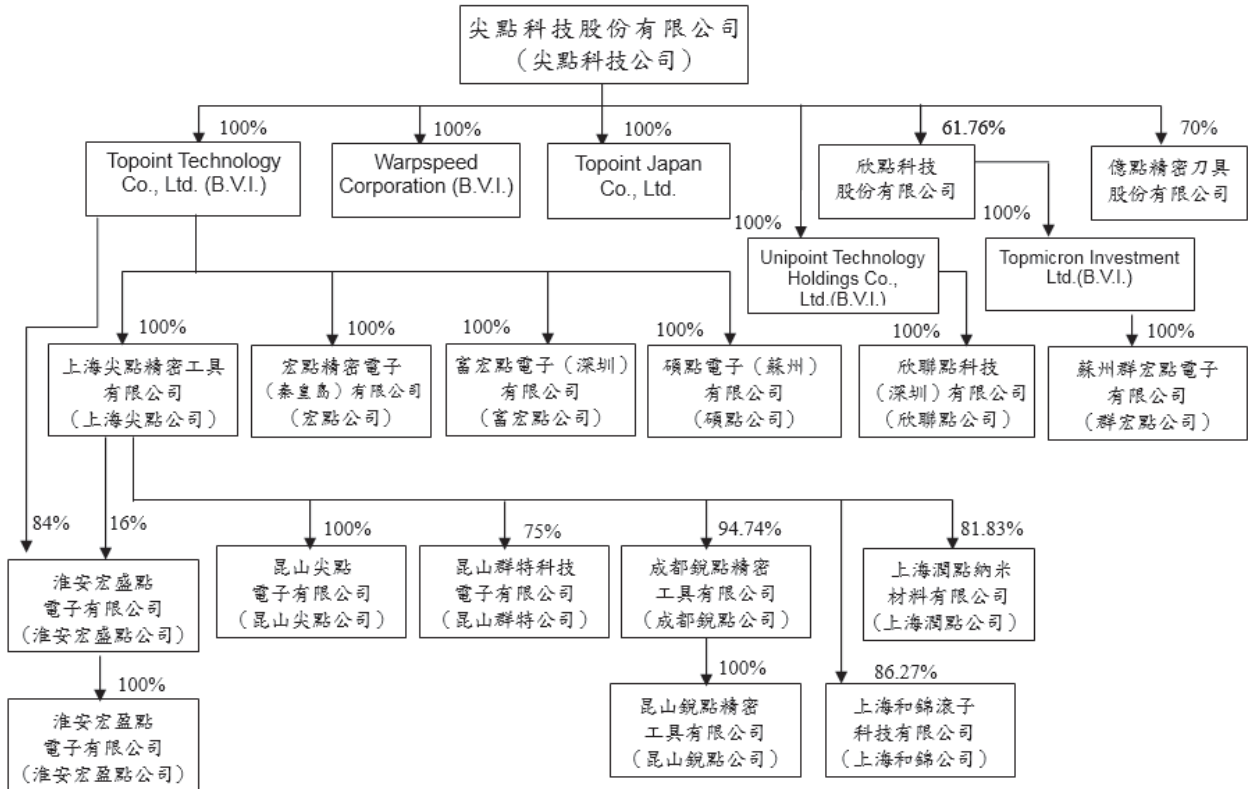 尖點科技股份有限公司
（尖點科技公司）
100%
100%
100%
61.76%
70%
Topoint Technology
Co., Ltd. (B.V.I.)
Warpspeed
Corporation (B.V.I.)
Topoint Japan
Co., Ltd.
欣點科技
股份有限公司
億點精密刀具
股份有限公司
100%
100%
Unipoint Technology
Holdings Co.,
Ltd.(B.V.I.)
Topmicron Investment
Ltd.(B.V.I.)
100%
100%
100%
100%
100%
100%
上海尖點精密工具
有限公司
（上海尖點公司）
宏點精密電子
（秦皇島）有限公司
（宏點公司）
富宏點電子（深圳）
有限公司
（富宏點公司）
碩點電子（蘇州）
有限公司
（碩點公司）
欣聯點科技
（深圳）有限公司
（欣聯點公司）
蘇州群宏點電子
有限公司
（群宏點公司）
84%
16%
100%
75%
94.74%
81.83%
淮安宏盛點
電子有限公司
（淮安宏盛點公司）
昆山尖點
電子有限公司
（昆山尖點公司）
昆山群特科技
電子有限公司
（昆山群特公司）
成都銳點精密
工具有限公司
（成都銳點公司）
上海潤點納米
材料有限公司
（上海潤點公司）
100%
100%
86.27%
淮安宏盈點
電子有限公司
（淮安宏盈點公司）
昆山銳點精密
工具有限公司
（昆山銳點公司）
上海和錦滾子
科技有限公司
（上海和錦公司）